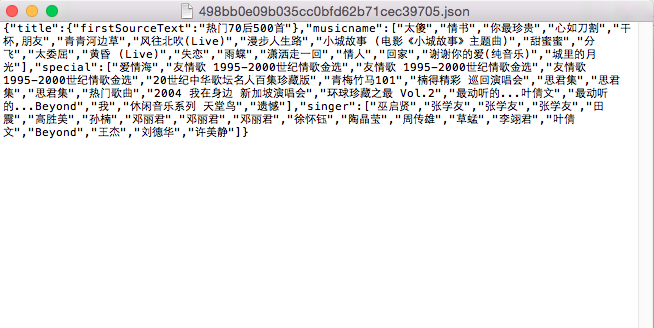 498bb0e09b035cc0bfd62b71cec39705.json
{"title":{"firstSourceText":"热门70后500首"},"musicname":["太傻","情书","你最珍贵","心如刀割","干
杯,朋友","青青河边草","风往北吹(Live)","漫步人生路","小城故事 (电影《小城故事》主题曲)","甜蜜蜜","分
飞","太委屈","黄昏 (Live)","失恋","雨蝶","潇洒走一回","情人","回家","谢谢你的爱(纯音乐)","城里的月
光"],"special":["爱情海","友情歌 1995-2000世纪情歌金选","友情歌 1995-2000世纪情歌金选","友情歌
1995-2000世纪情歌金选","20世纪中华歌坛名人百集珍藏版","青梅竹马101","楠得精彩 巡回演唱会","思君集","思君
集","思君集","热门歌曲","2004 我在身边 新加坡演唱会","环球珍藏之最 Vol.2","最动听的...叶倩文","最动听
的...Beyond","我","休闲音乐系列 天堂鸟","遗憾"],"singer":["巫启贤","张学友","张学友","张学友","田
震","高胜美","孙楠","邓丽君","邓丽君","邓丽君","徐怀钰","陶晶莹","周传雄","草蜢","李翊君","叶倩
文","Beyond","王杰","刘德华","许美静"]}